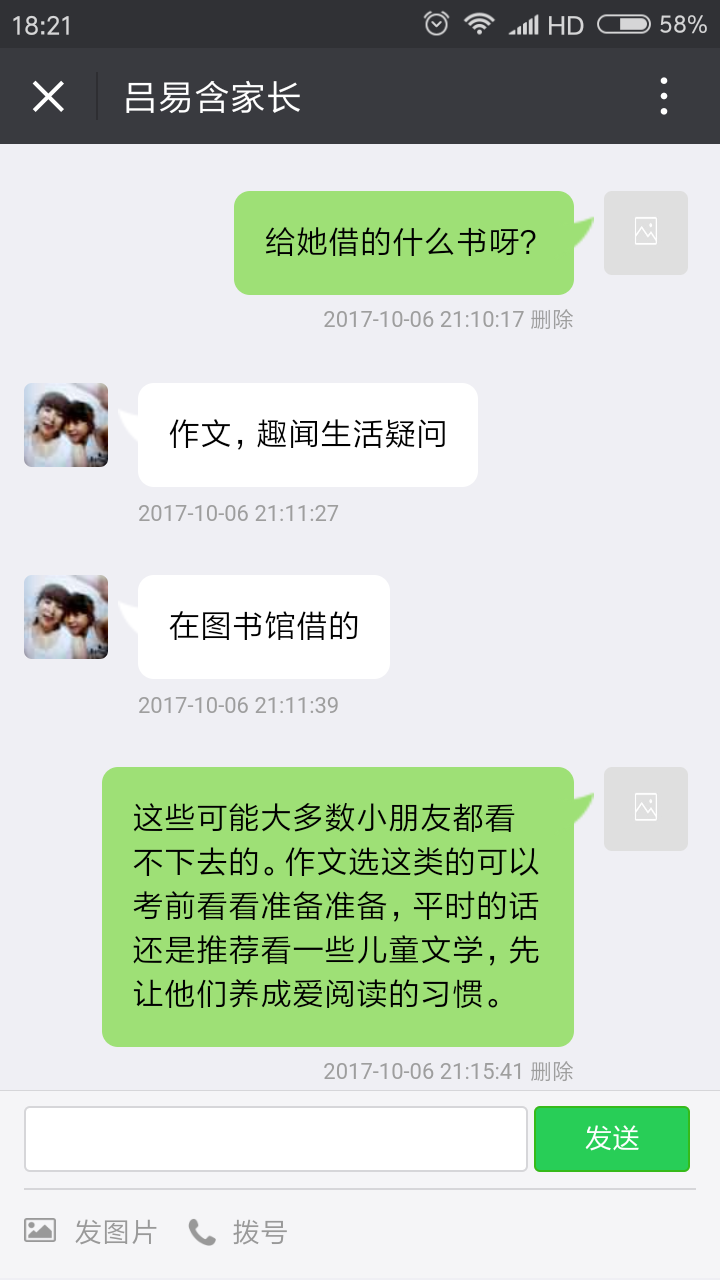 18:21 HD 58%
吕易含家长
给她借的什么书呀?
2017-10-06 21:10:17 删除
作文，趣闻生活疑问
2017-10-06 21:11:27
在图书馆借的
2017-10-06 21:11:39
这些可能大多数小朋友都看
不下去的。作文选这类的可以
考前看看准备准备，平时的话
还是推荐看一些儿童文学，先
让他们养成爱阅读的习惯。
2017-10-06 21:15:41 删除
发送
发图片 拨号